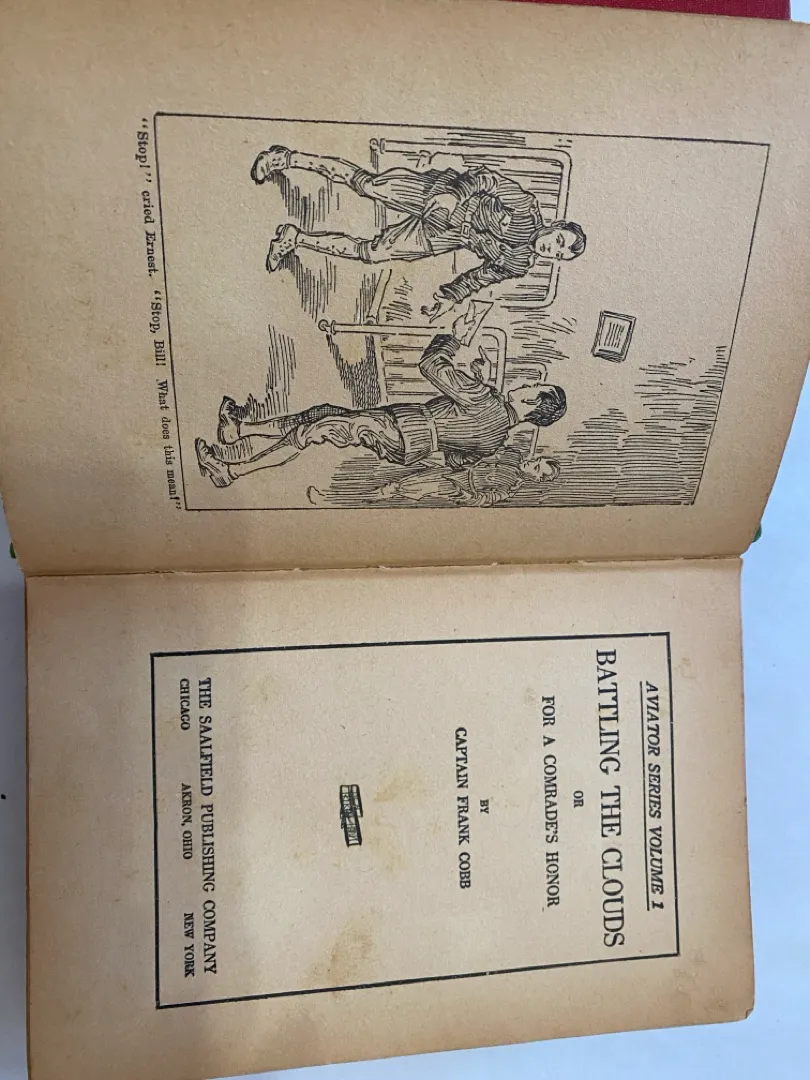 "Stop!" cried Ernest. "Stop, Bill! What does this mean?"
AVIATOR SERIES VOLUME 1
BATTLING THE CLOUDS
OR
FOR A COMRADE'S HONOR
BY
CAPTAIN FRANK COBB
THE SAALFIELD PUBLISHING COMPANY
CHICAGO AKRON, OHIO NEW YORK